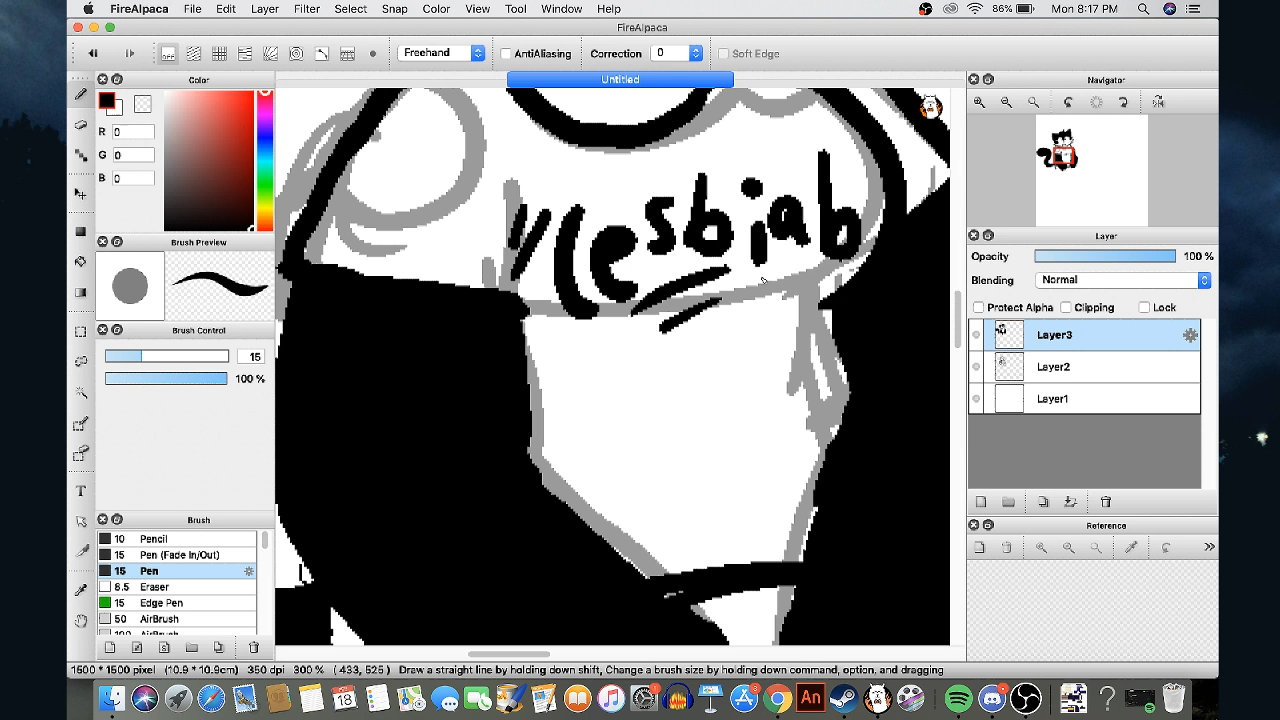 FireAlpaca File Edit Layer Filter Select Snap Color View Tool Window Help 86% Mon 8:17 PM
FireAlpaca
OFF Freehand AntiAliasing Correction 0 Soft Edge
Color Untitled Navigator
R 0
G 0
B 0
lesbiab
Brush Preview
Layer
Opacity 100 %
Blending Normal
Protect Alpha Clipping Lock
Brush Control
Layer3
15
Layer2
100 %
Layer1
Brush
Reference
10 Pencil
15 Pen (Fade In/Out)
15 Pen
8.5 Eraser
15 Edge Pen
50 AirBrush
100 AirBrush
1500 * 1500 pixel (10.9 * 10.9cm) 350 dpi 300 % ( 433, 525 ) Draw a straight line by holding down shift, Change a brush size by holding down command, option, and dragging
18 An